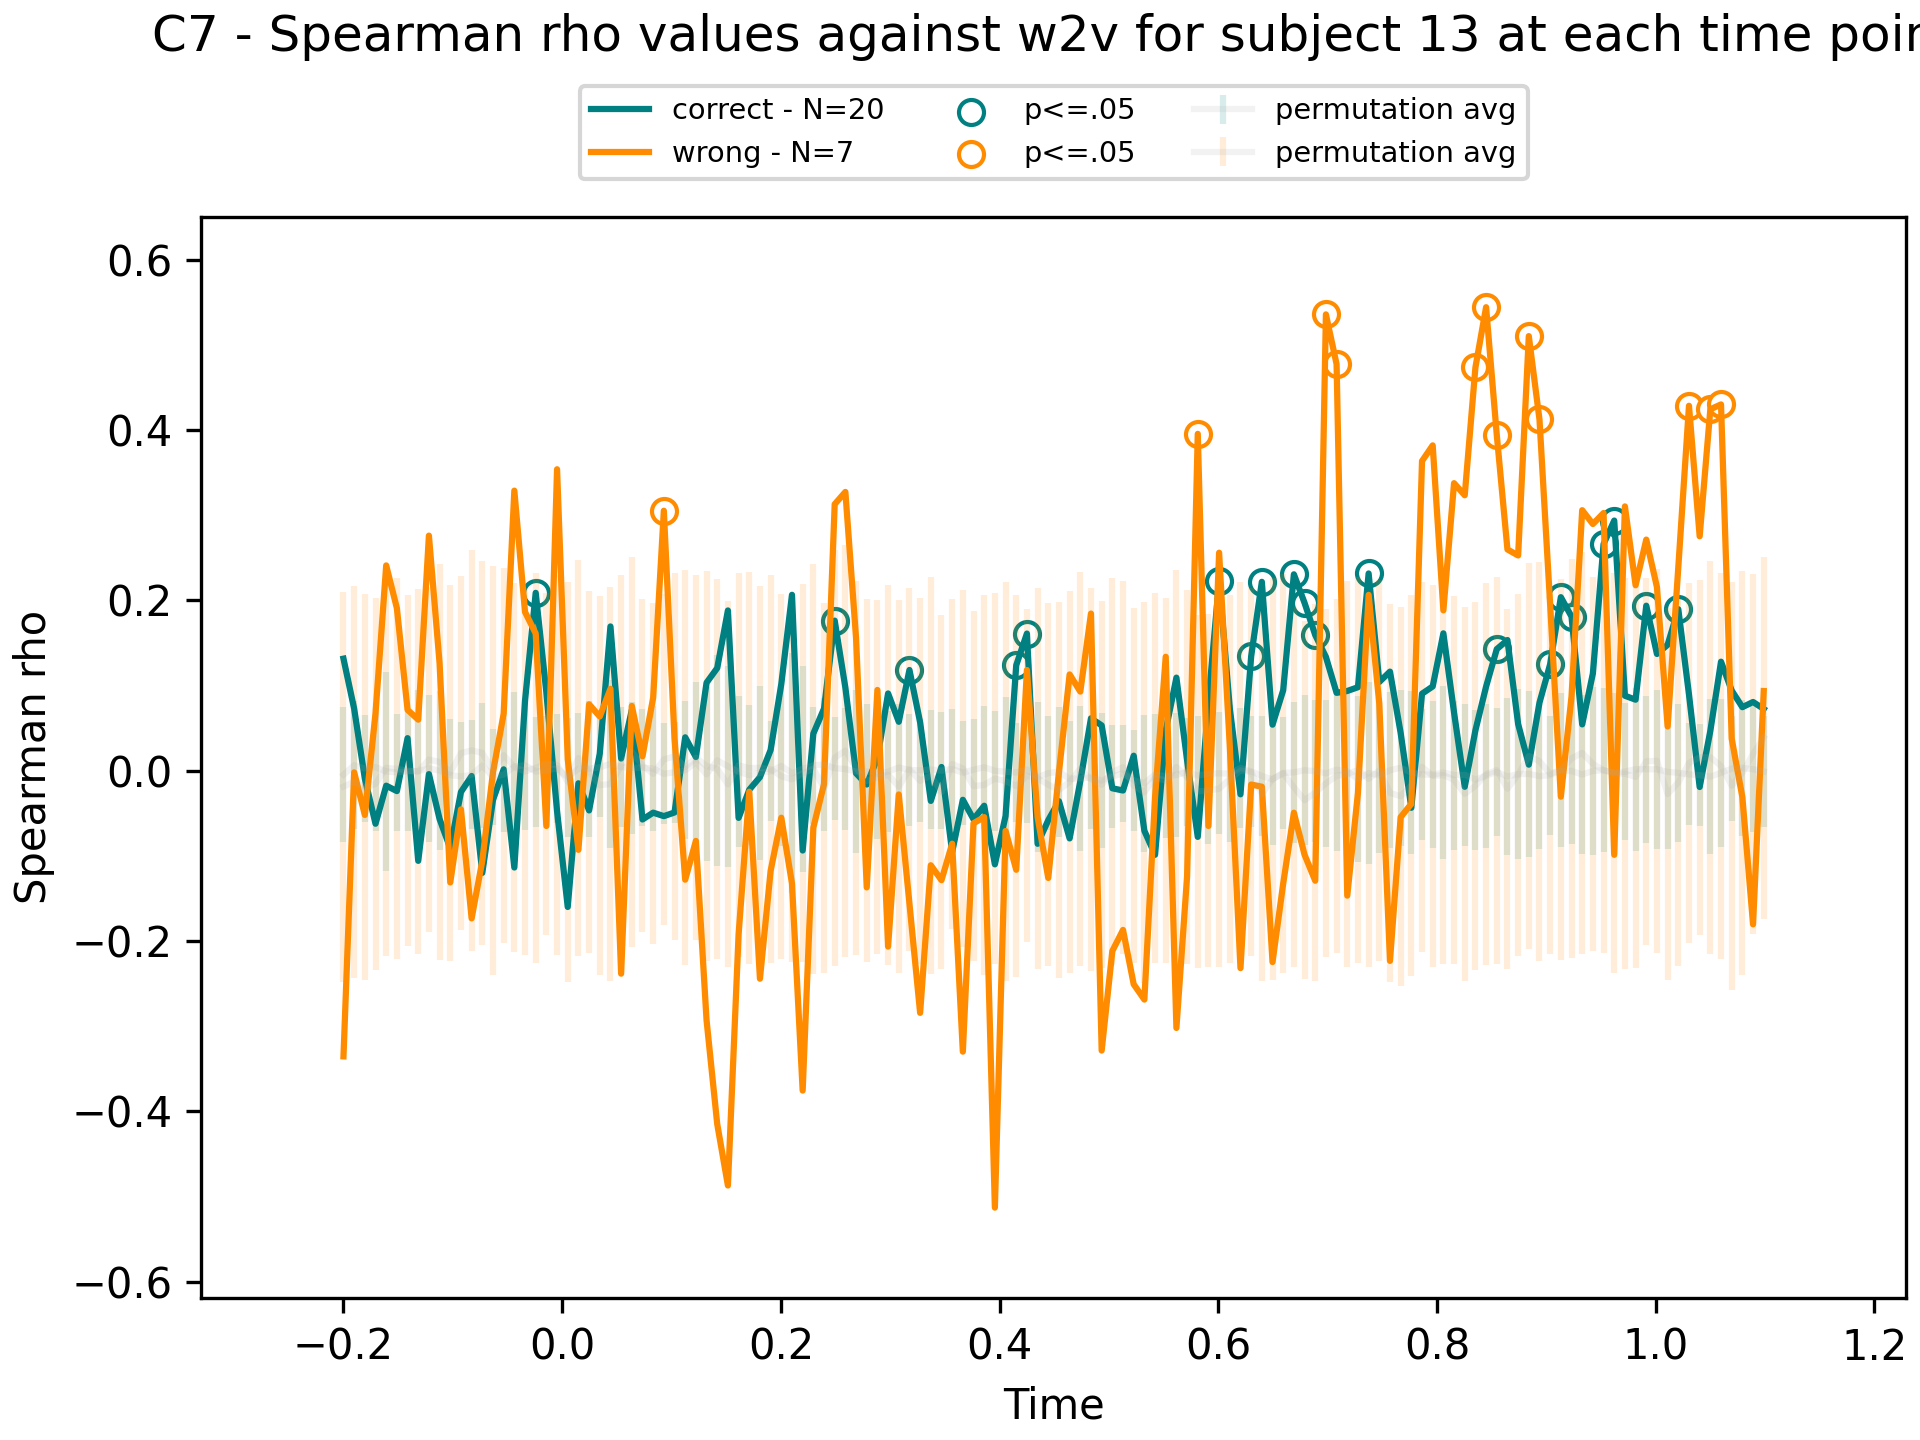 C7 - Spearman rho values against w2v for subject 13 at each time
correct - N=20 p<=.05 permutation avg
wrong - N=7 p<=.05 permutation avg
0.6
0.4
0.2
0.0
−0.2
−0.4
−0.6
Spearman rho
−0.2 0.0 0.2 0.4 0.6 0.8 1.0 1.2
Time